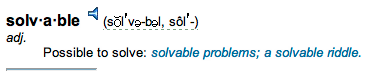 solv·a·ble (sŏl′və-bəl, sôl′-)
adj.
Possible to solve: solvable problems; a solvable riddle.